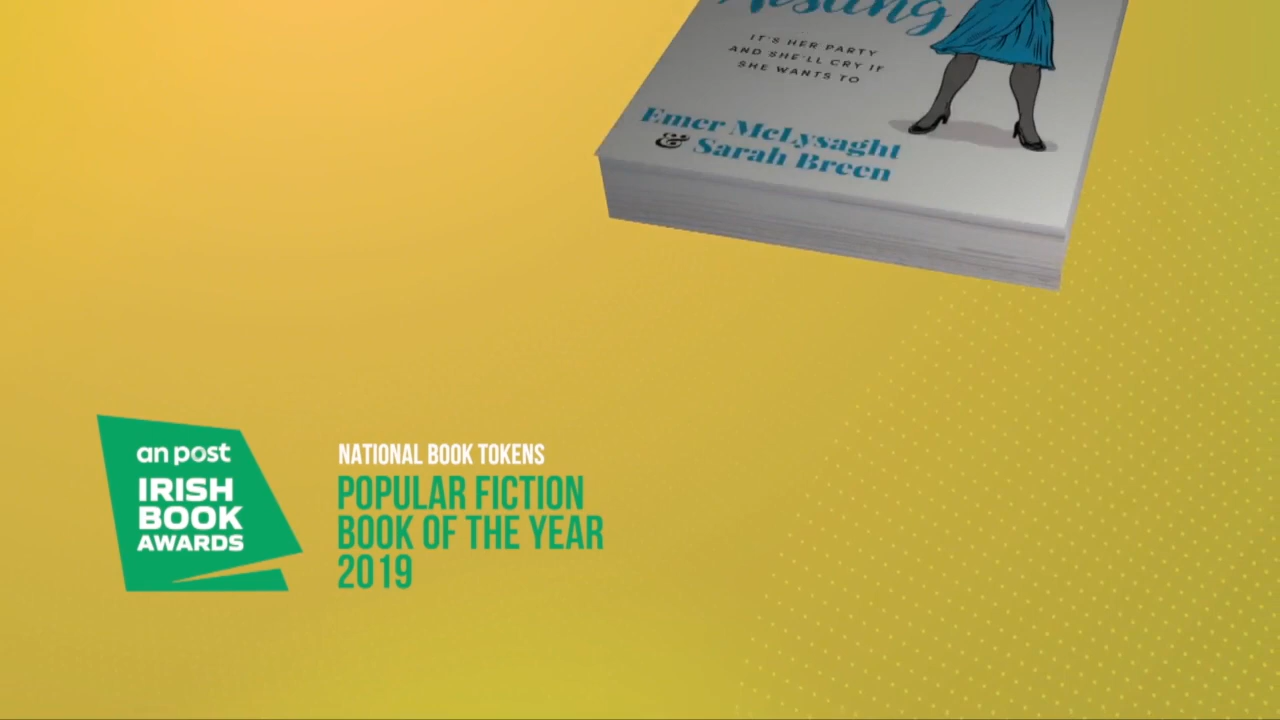 Aisling
IT'S HER PARTY
AND SHE'LL CRY IF
SHE WANTS TO
Emer McLysaght
& Sarah Breen
an post
IRISH
BOOK
AWARDS
NATIONAL BOOK TOKENS
POPULAR FICTION
BOOK OF THE YEAR
2019